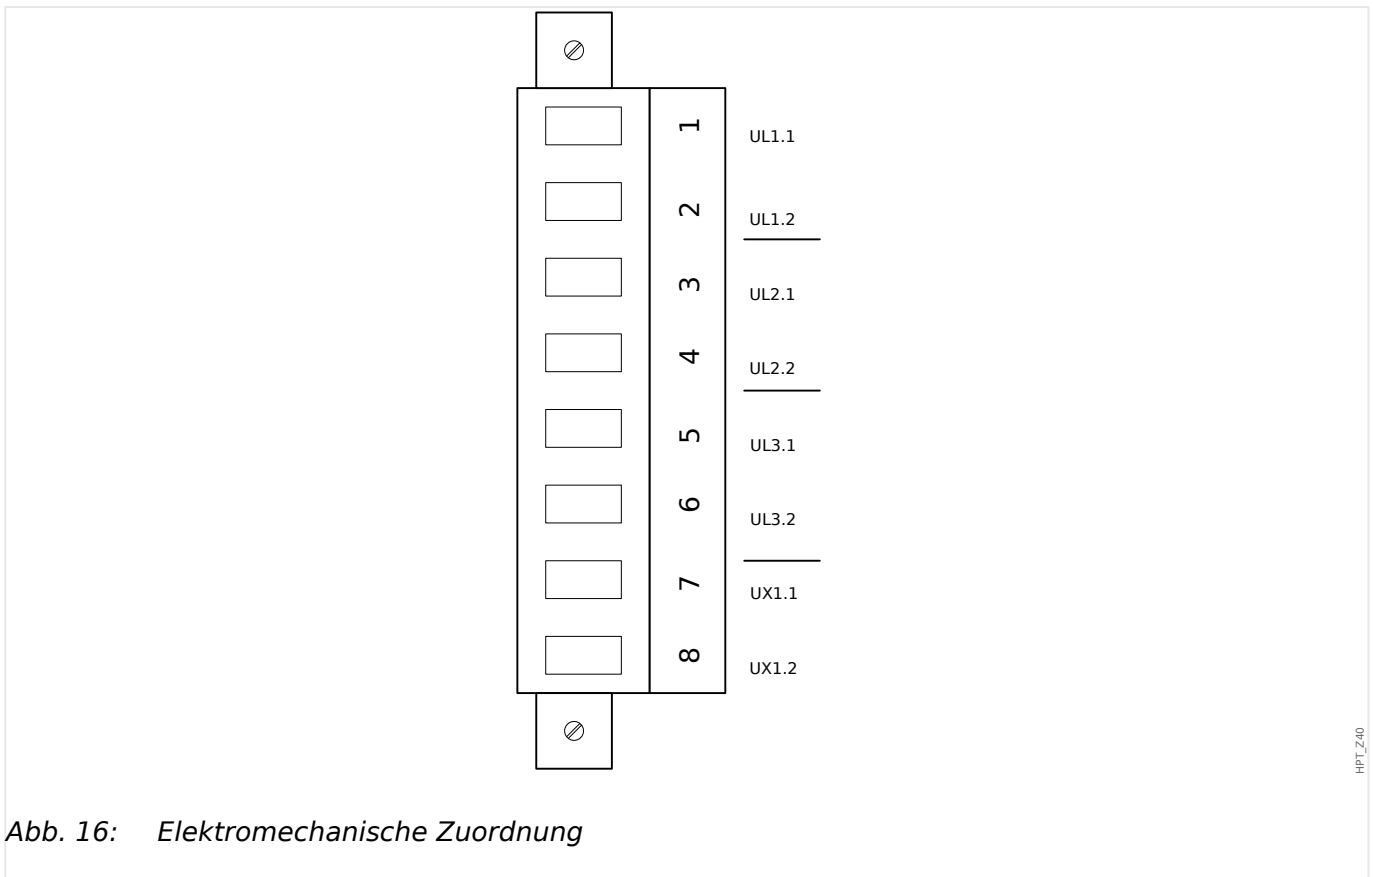 1 UL1.1
2 UL1.2
3 UL2.1
4 UL2.2
5 UL3.1
6 UL3.2
7 UX1.1
8 UX1.2
HPT_Z40
Abb. 16: Elektromechanische Zuordnung